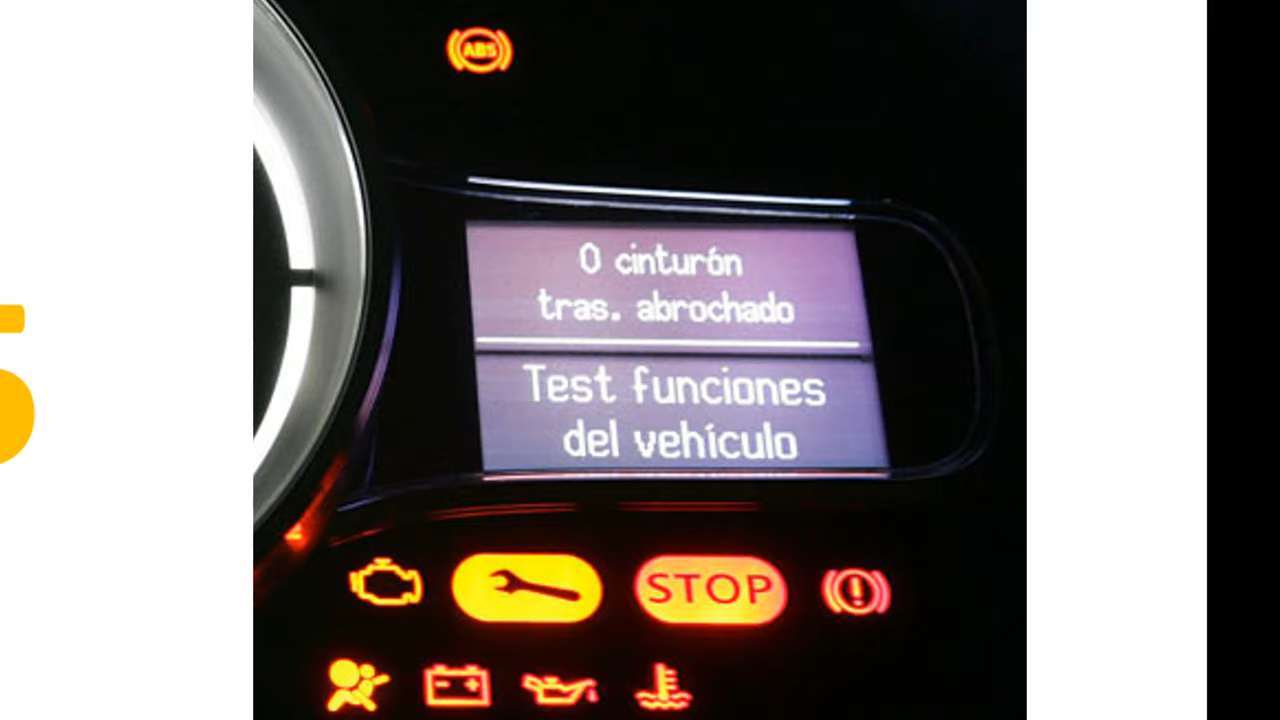 ABS
0 cinturón
tras. abrochado
Test funciones
del vehículo
STOP